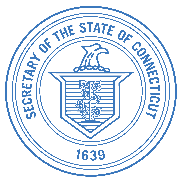 SECRETARY OF THE STATE OF CONNECTICUT
1639